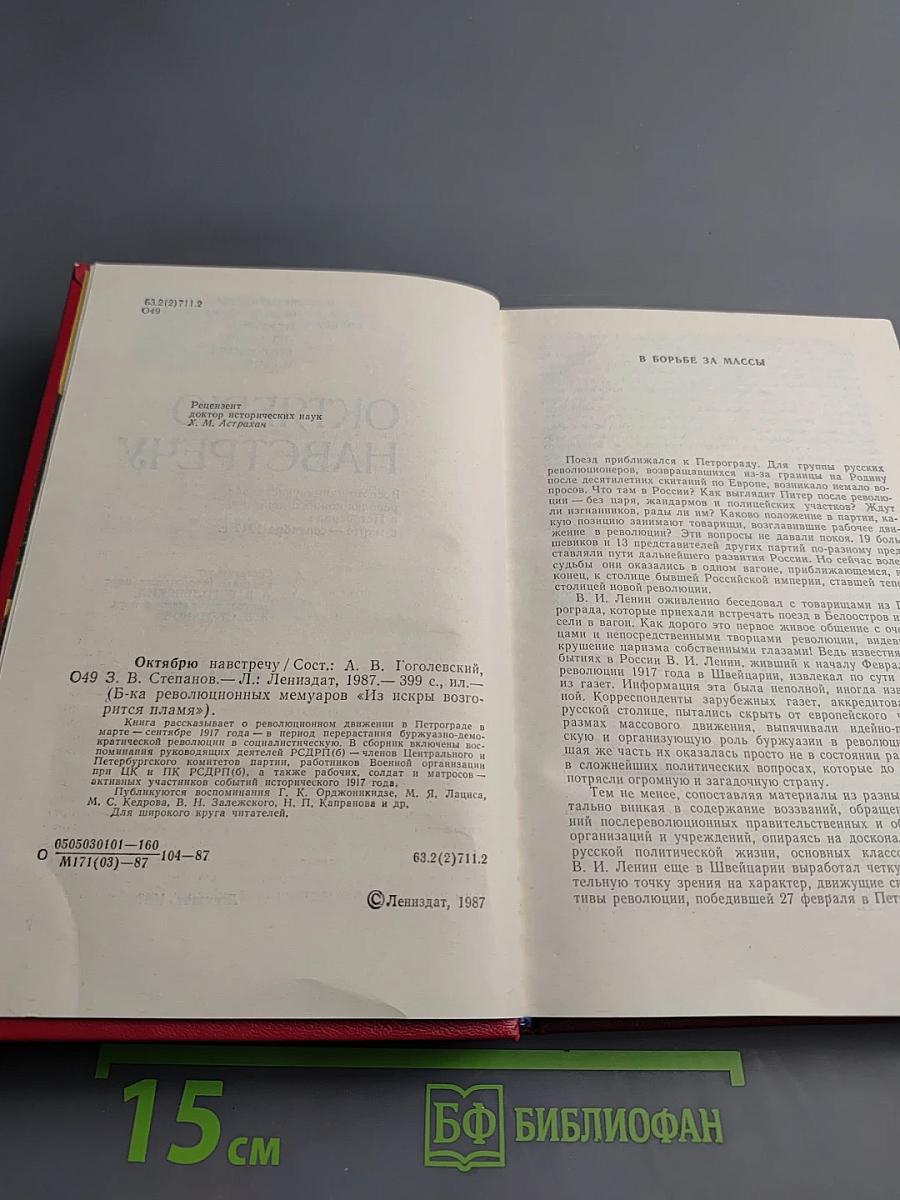 63.2(2)711.2
О49
Рецензент
доктор исторических наук
Х. М. Астрахан
Октябрю навстречу / Сост.: А. В. Гоголевский,
О49 З. В. Степанов.— Л.: Лениздат, 1987.— 399 с., ил.—
(Б-ка революционных мемуаров «Из искры возго-
рится пламя»).
Книга рассказывает о революционном движении в Петрограде в
марте — сентябре 1917 года — в период перерастания буржуазно-демо-
кратической революции в социалистическую. В сборник включены вос-
поминания руководящих деятелей РСДРП(б) — членов Центрального и
Петербургского комитетов партии, работников Военной организации
при ЦК и ПК РСДРП(б), а также рабочих, солдат и матросов —
активных участников событий исторического 1917 года.
Публикуются воспоминания Г. К. Орджоникидзе, М. Я. Лациса,
М. С. Кедрова, В. Н. Залежского, Н. П. Капранова и др.
Для широкого круга читателей.
О 0505030101—160
М171(03)—87 —104—87
63.2(2)711.2
© Лениздат, 1987
В БОРЬБЕ ЗА МАССЫ
Поезд приближался к Петрограду. Для группы русских
революционеров, возвращавшихся из-за границы на Родину
после десятилетних скитаний по Европе, возникало немало во-
просов. Что там в России? Как выглядит Питер после револю-
ции — без царя, жандармов и полицейских участков? Ждут
ли изгнанников, рады ли им? Каково положение в партии, ка-
кую позицию занимают товарищи, возглавившие рабочее дви-
жение в революции? Эти вопросы не давали покоя. 19 боль
шевиков и 13 представителей других партий по-разному пред
ставляли пути дальнейшего развития России. Но сейчас воле
судьбы они оказались в одном вагоне, приближающемся, н
конец, к столице бывшей Российской империи, ставшей тепе
столицей новой революции.
В. И. Ленин оживленно беседовал с товарищами из П
рограда, которые приехали встречать поезд в Белоостров и
сели в вагон. Как дорого это первое живое общение с оче
цами и непосредственными творцами революции, видев
крушение царизма собственными глазами! Ведь известия
бытиях в России В. И. Ленин, живший к началу Феврал
революции 1917 года в Швейцарии, извлекал по сути
из газет. Информация эта была неполной, иногда изв
ной. Корреспонденты зарубежных газет, аккредитова
русской столице, пытались скрыть от европейского ч
размах массового движения, выпячивали идейно-п
скую и организующую роль буржуазии в революци
шая же часть их оказалась просто не в состоянии ра
в сложнейших политических вопросах, которые до
потрясли огромную и загадочную страну.
Тем не менее, сопоставляя материалы из разны
тально вникая в содержание воззваний, обращен
ний послереволюционных правительственных и об
организаций и учреждений, опираясь на доскона
русской политической жизни, основных классо
В. И. Ленин еще в Швейцарии выработал четку
тельную точку зрения на характер, движущие си
тивы революции, победившей 27 февраля в Пет
15 см
БФ БИБЛИОФАН